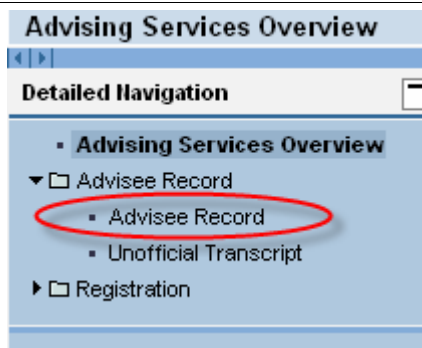 Advising Services Overview
Detailed Navigation
Advising Services Overview
Advisee Record
Advisee Record
Unofficial Transcript
Registration